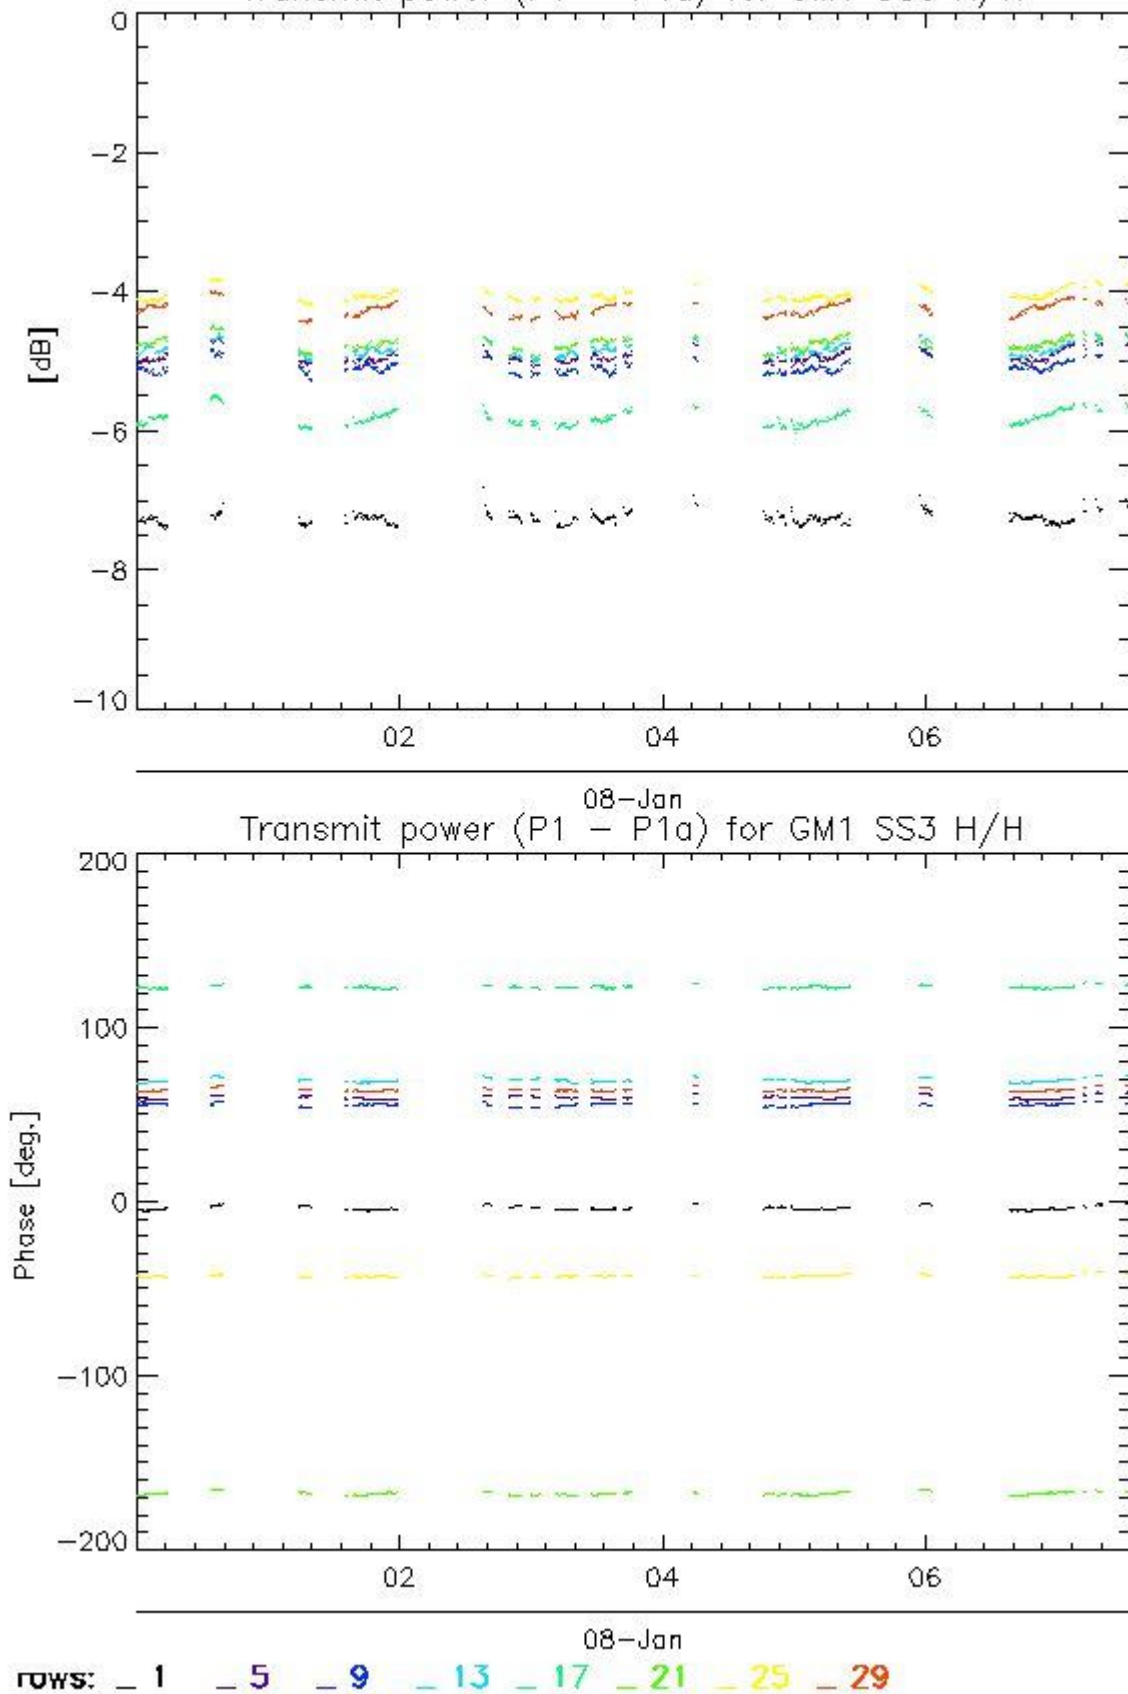 0
−2
−4
[dB]
−6
−8
−10
02 04 06
08−Jan
Transmit power (P1 − P1a) for GM1 SS3 H/H
200
100
Phase [deg.]
0
−100
−200
02 04 06
08−Jan
rows: _ 1 _ 5 _ 9 _ 13 _ 17 _ 21 _ 25 _ 29